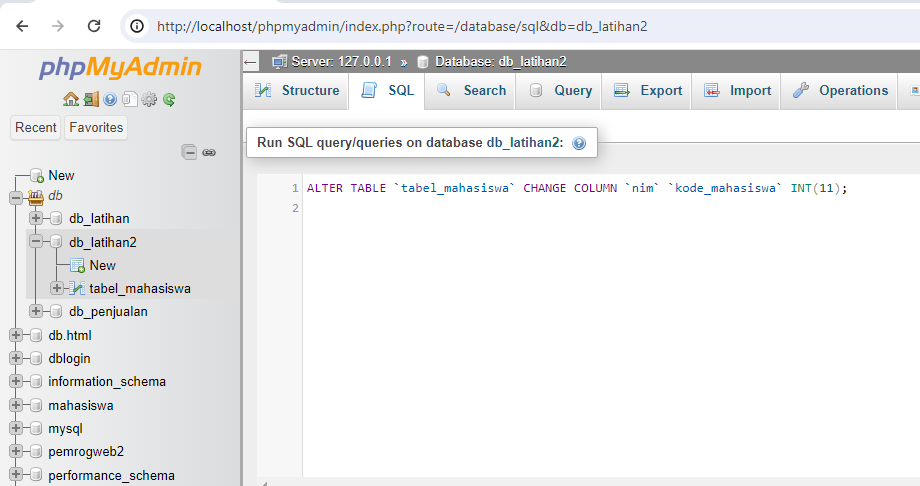 http://localhost/phpmyadmin/index.php?route=/database/sql&db=db_latihan2
phpMyAdmin
Recent Favorites
New
db
db_latihan
db_latihan2
New
tabel_mahasiswa
db_penjualan
db.html
dblogin
information_schema
mahasiswa
mysql
pemrogweb2
performance_schema
Server: 127.0.0.1 » Database: db_latihan2
Structure SQL Search Query Export Import Operations
Run SQL query/queries on database db_latihan2:
1 ALTER TABLE `tabel_mahasiswa` CHANGE COLUMN `nim` `kode_mahasiswa` INT(11);
2